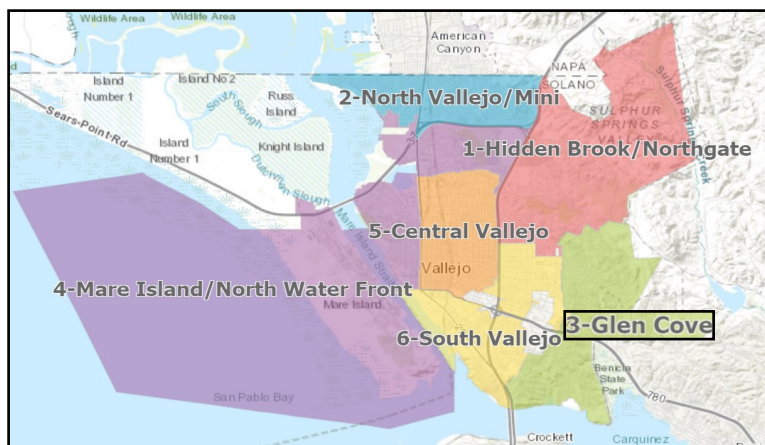 Wildlife Area
Wildlife Area
American
Canyon
NAPA
SOLANO
Island
Number 1
Island No 2
Russ
Island
South Slough
2-North Vallejo/Mini
SULPHUR
SPRINGS
VALLEY
Sulphur Springs Creek
Sears-Point-Rd
Island
Number 1
Knight Island
Dutchman Slough
37
1-Hidden Brook/Northgate
Mare Island Strait
5-Central Vallejo
Vallejo
4-Mare Island/North Water Front
Mare Island
6-South Vallejo
3-Glen Cove
Benicia
State
Park
780
San Pablo Bay
Crockett
Carquinez